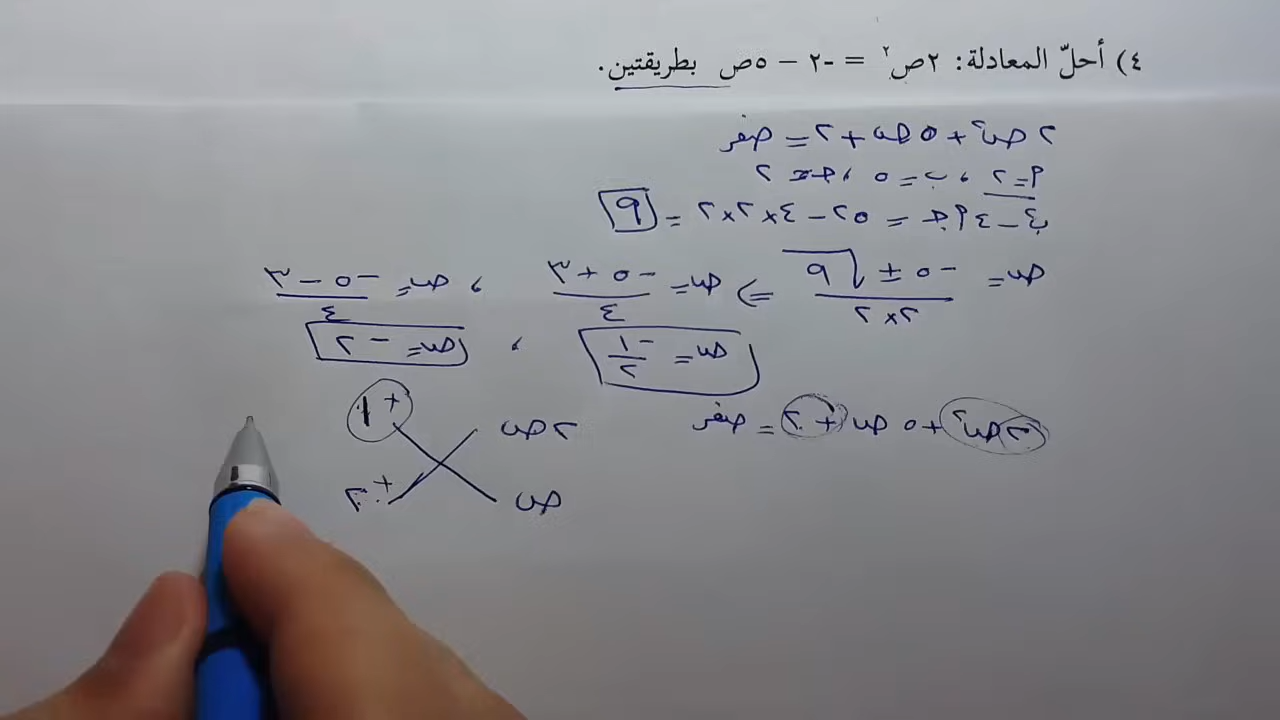 ٤) أحلّ المعادلة: ٢ص٢ = -٢ – ٥ص بطريقتين.
٢ص٢ + ٥ص + ٢ = صفر
٢ = أ ، ب = ٥ ، جـ = ٢
ب٢ – ٤أجـ = ٢٥ – ٤×٢×٢ = ٩
ص = -٥ ± √٩ / ٢×٢ => ص = -٥ + ٣ / ٤ ، ص = -٥ – ٣ / ٤
ص = -١/٢ ، ص = -٢
٢ص٢ + ٥ص + ٢ = صفر
٢ص +١
ص +٢